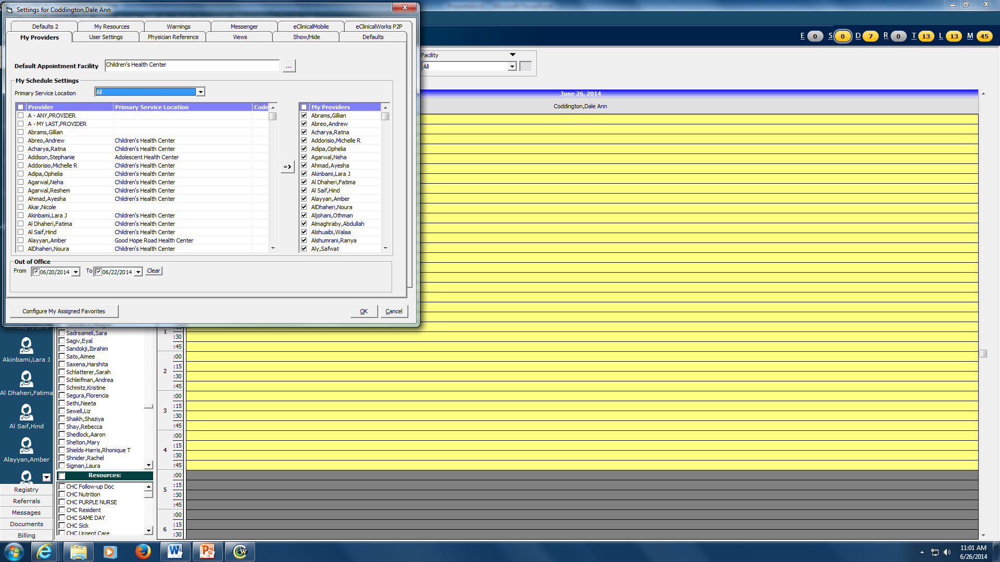 Settings for Coddington,Dale Ann
Defaults 2 My Resources Warnings Messenger eClinicalMobile eClinicalWorks P2P
My Providers User Settings Physician Reference Views Show/Hide Defaults
E 0 S 0 D 7 R 0 T 13 L 13 M 45
Default Appointment Facility Children's Health Center ...
Facility
All
My Schedule Settings
Primary Service Location All
Provider Primary Service Location Code
A - ANY,PROVIDER
A - MY LAST,PROVIDER
Abrams,Gillian
Abreo,Andrew Children's Health Center
Acharya,Ratna Children's Health Center
Addison,Stephanie Adolescent Health Center
Addorisio,Michelle R Children's Health Center
Adipa,Ophelia Children's Health Center
Agarwal,Neha Children's Health Center
Agarwal,Reshem Children's Health Center
Ahmad,Ayesha Children's Health Center
Akar,Nicole
Akinbami,Lara J Children's Health Center
Al Dhaheri,Fatima Children's Health Center
Al Saif,Hind Children's Health Center
Alayyan,Amber Good Hope Road Health Center
AlDhaheri,Noura Children's Health Center
=>
My Providers
Abrams,Gillian
Abreo,Andrew
Acharya,Ratna
Addorisio,Michelle R
Adipa,Ophelia
Agarwal,Neha
Ahmad,Ayesha
Akinbami,Lara J
Al Dhaheri,Fatima
Al Saif,Hind
Alayyan,Amber
AlDhaheri,Noura
Aljohani,Othman
Almaghraby,Abdullah
Alshuaibi,Walaa
Alshumrani,Ranya
Aly,Safwat
Out of Office
From 06/20/2014 To 06/22/2014 Clear
Configure My Assigned Favorites OK Cancel
June 26, 2014
Coddington,Dale Ann
Akinbami,Lara J
Al Dhaheri,Fatima
Al Saif,Hind
Alayyan,Amber
Registry
Referrals
Messages
Documents
Billing
Sadreameli,Sara
Sagiv,Eyal
Sandokji,Ibrahim
Sato,Aimee
Saxena,Harshita
Schlatterer,Sarah
Schleifman,Andrea
Schmitz,Kristine
Segura,Florencia
Sethi,Neeta
Sewell,Liz
Shaikh,Shaziya
Shay,Rebecca
Shedlock,Aaron
Shelton,Mary
Shields-Harris,Rhonique T
Shnider,Rachel
Sigman,Laura
Resources:
CHC Follow-up Doc
CHC Nutrition
CHC PURPLE NURSE
CHC Resident
CHC SAME DAY
CHC Sick
CHC Urgent Care
1 :15
:30
:45
:00
2 :15
:30
:45
:00
3 :15
:30
:45
:00
4 :15
:30
:45
:00
5 :15
:30
:45
:00
6 :15
:30
11:01 AM
6/26/2014